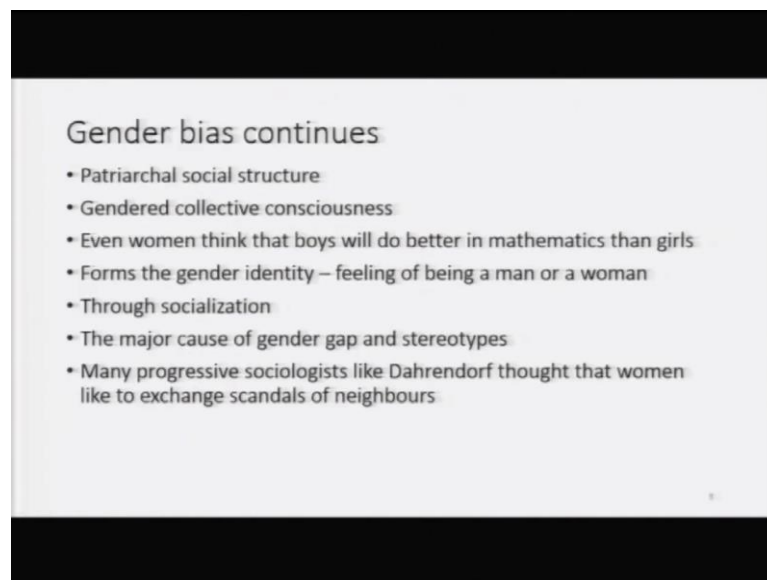 Gender bias continues
• Patriarchal social structure
• Gendered collective consciousness
• Even women think that boys will do better in mathematics than girls
• Forms the gender identity – feeling of being a man or a woman
• Through socialization
• The major cause of gender gap and stereotypes
• Many progressive sociologists like Dahrendorf thought that women
like to exchange scandals of neighbours